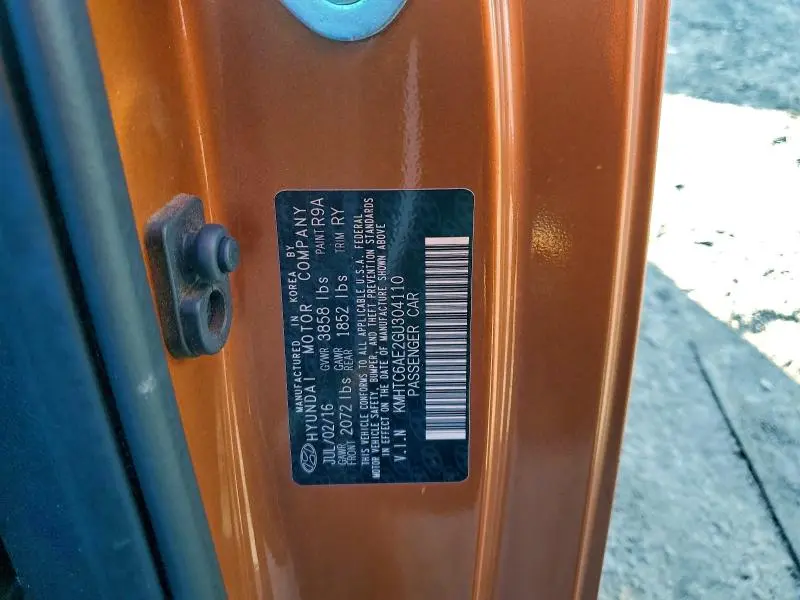 MANUFACTURED IN KOREA BY
HYUNDAI MOTOR COMPANY
JUL/02/16 GVWR 3858 lbs PAINT R9A
GAWR FRONT 2072 lbs GAWR REAR 1852 lbs TRIM RY
THIS VEHICLE CONFORMS TO ALL APPLICABLE U.S.A. FEDERAL
MOTOR VEHICLE SAFETY, BUMPER, AND THEFT PREVENTION STANDARDS
IN EFFECT ON THE DATE OF MANUFACTURE SHOWN ABOVE
V.I.N KMHTC6AE2GU304110
PASSENGER CAR